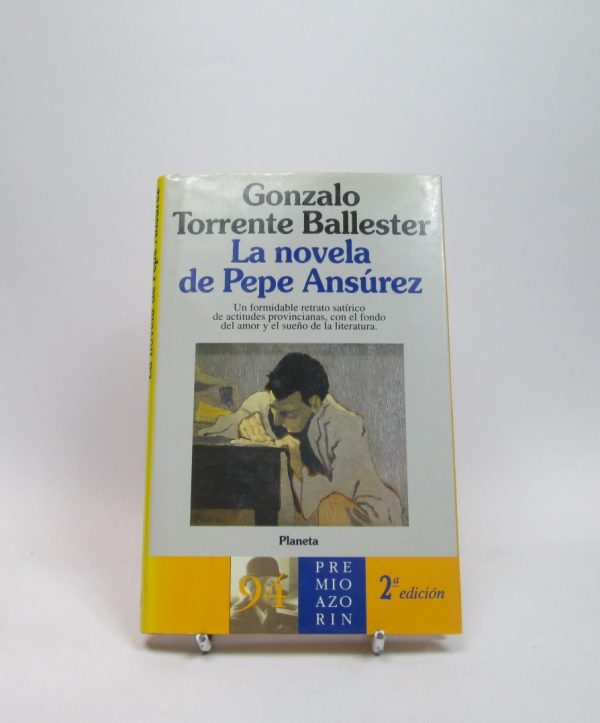 Gonzalo
Torrente Ballester
La novela
de Pepe Ansúrez
Un formidable retrato satírico
de actitudes provincianas, con el fondo
del amor y el sueño de la literatura.
Planeta
94
PRE
MIO
AZO
RIN
2ª edición